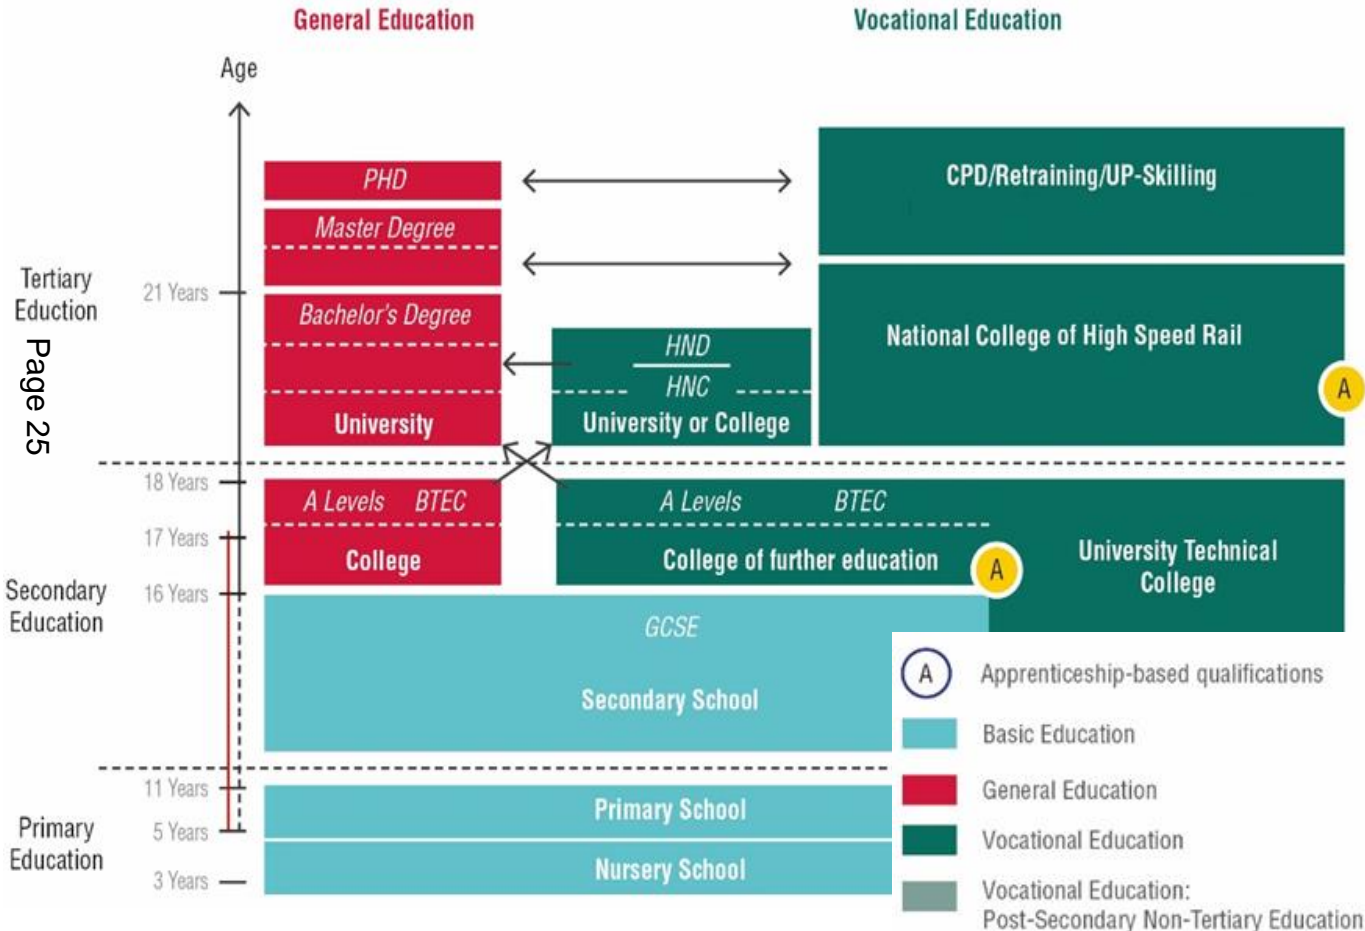 General Education
Vocational Education
Age
PHD
CPD/Retraining/UP-Skilling
Master Degree
Tertiary
Eduction
21 Years
Bachelor's Degree
National College of High Speed Rail
HND
HNC
A
Page 25
University
University or College
18 Years
A Levels BTEC
A Levels BTEC
17 Years
College
College of further education
A
University Technical
College
Secondary
Education
16 Years
GCSE
Secondary School
A Apprenticeship-based qualifications
Basic Education
11 Years
General Education
Primary School
Primary
Education
5 Years
Vocational Education
Nursery School
3 Years
Vocational Education:
Post-Secondary Non-Tertiary Education